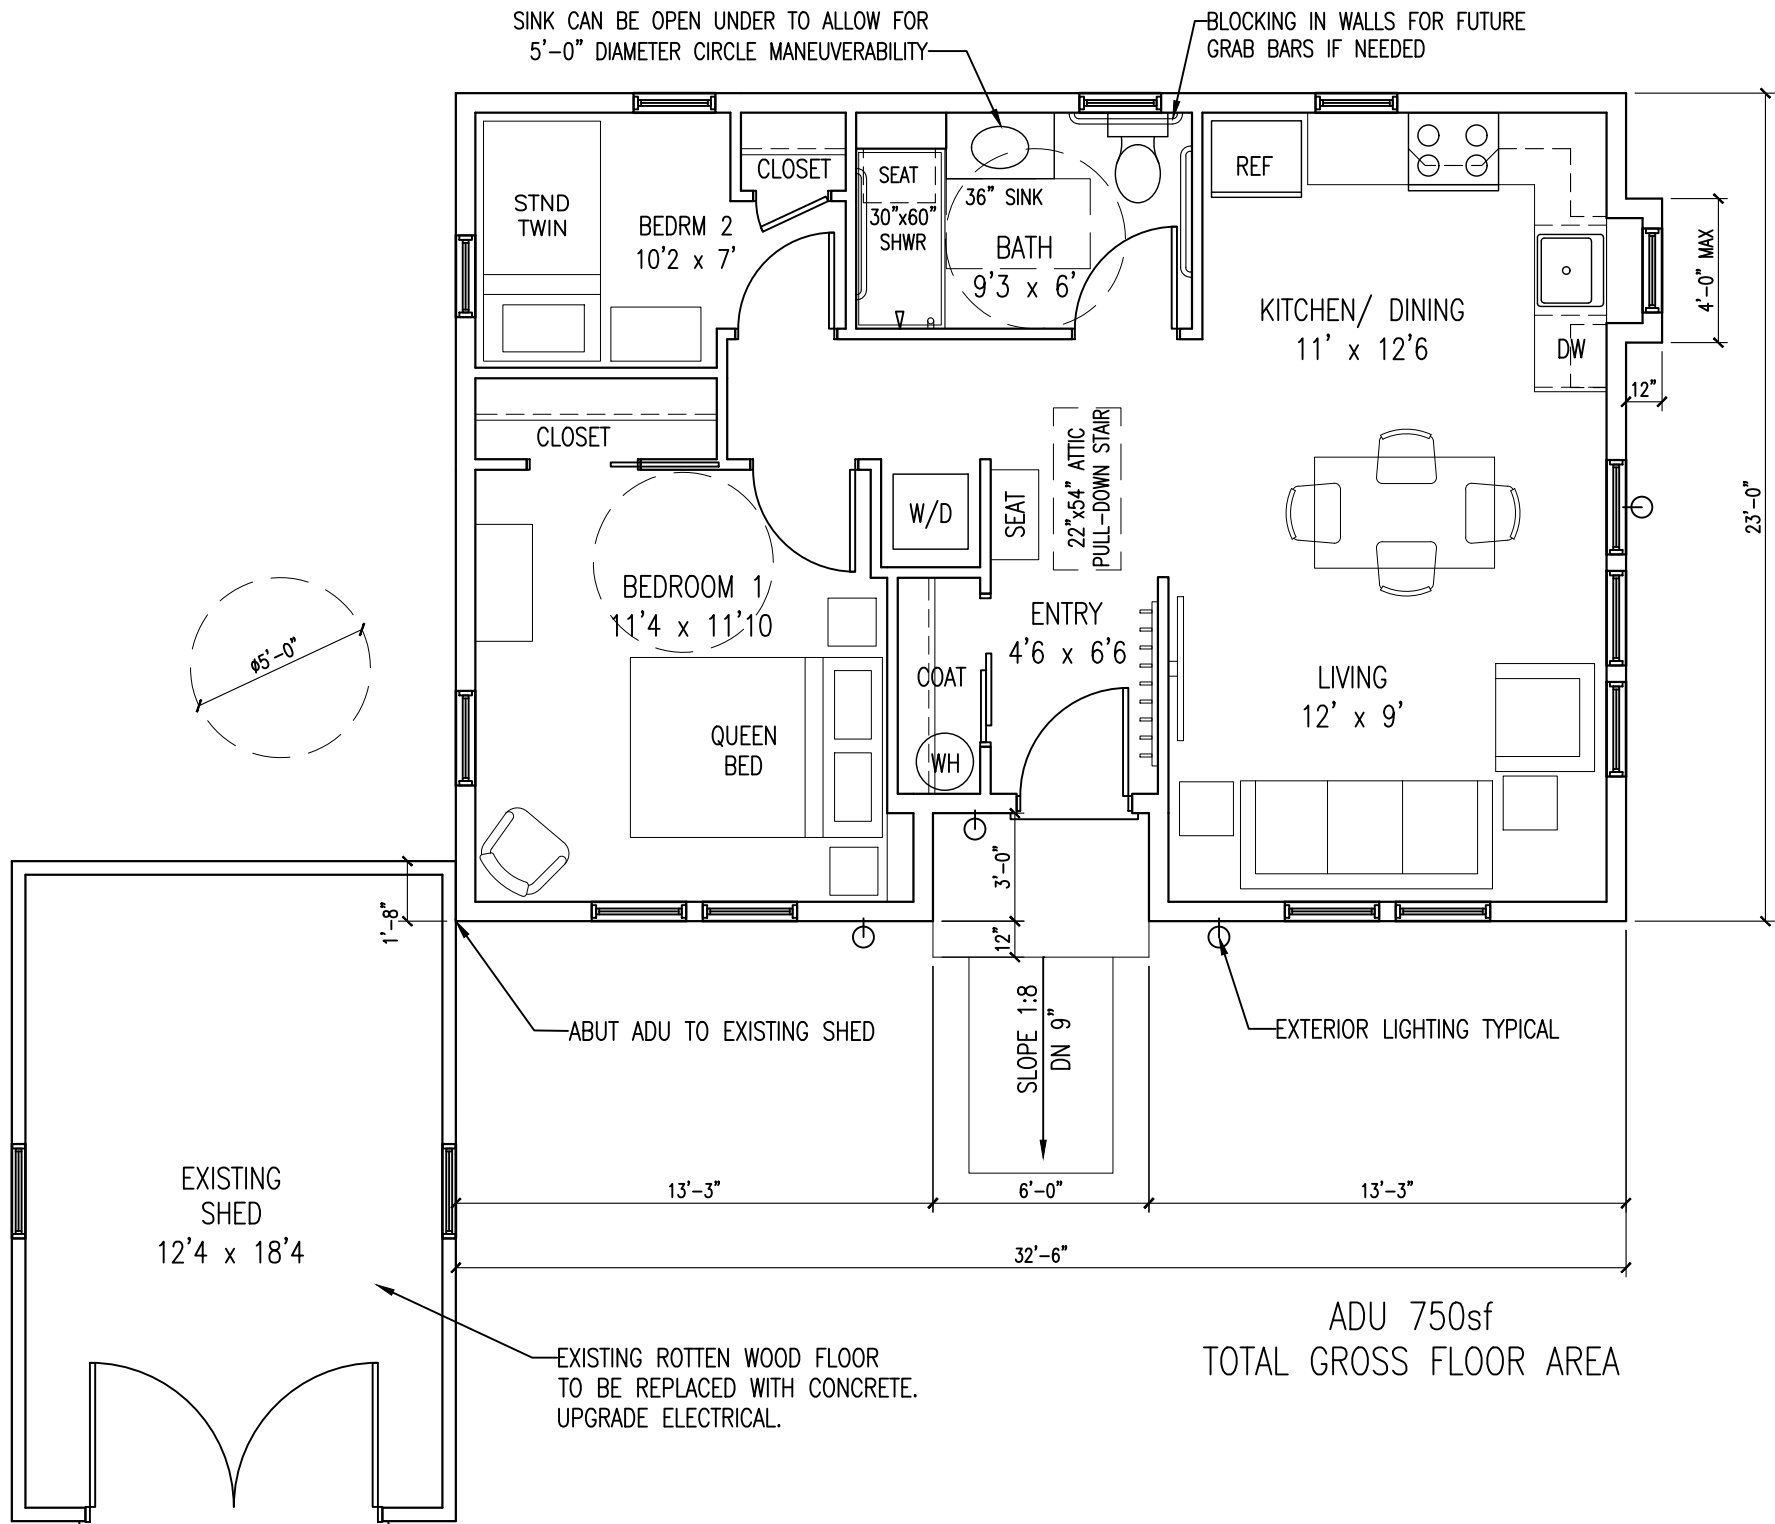 SINK CAN BE OPEN UNDER TO ALLOW FOR
5'-0" DIAMETER CIRCLE MANEUVERABILITY
BLOCKING IN WALLS FOR FUTURE
GRAB BARS IF NEEDED
STND
TWIN
BEDRM 2
10'2 x 7'
CLOSET
SEAT
30"x60"
SHWR
36" SINK
BATH
9'3 x 6'
REF
KITCHEN/ DINING
11' x 12'6
DW
4'-0" MAX
12"
23'-0"
CLOSET
W/D
SEAT
22"x54" ATTIC
PULL-DOWN STAIR
BEDROOM 1
11'4 x 11'10
ENTRY
4'6 x 6'6
COAT
WH
QUEEN
BED
LIVING
12' x 9'
ø5'-0"
1'-8"
3'-0"
12"
SLOPE 1:8
DN 9"
ABUT ADU TO EXISTING SHED
EXTERIOR LIGHTING TYPICAL
13'-3"
6'-0"
13'-3"
32'-6"
EXISTING
SHED
12'4 x 18'4
EXISTING ROTTEN WOOD FLOOR
TO BE REPLACED WITH CONCRETE.
UPGRADE ELECTRICAL.
ADU 750sf
TOTAL GROSS FLOOR AREA